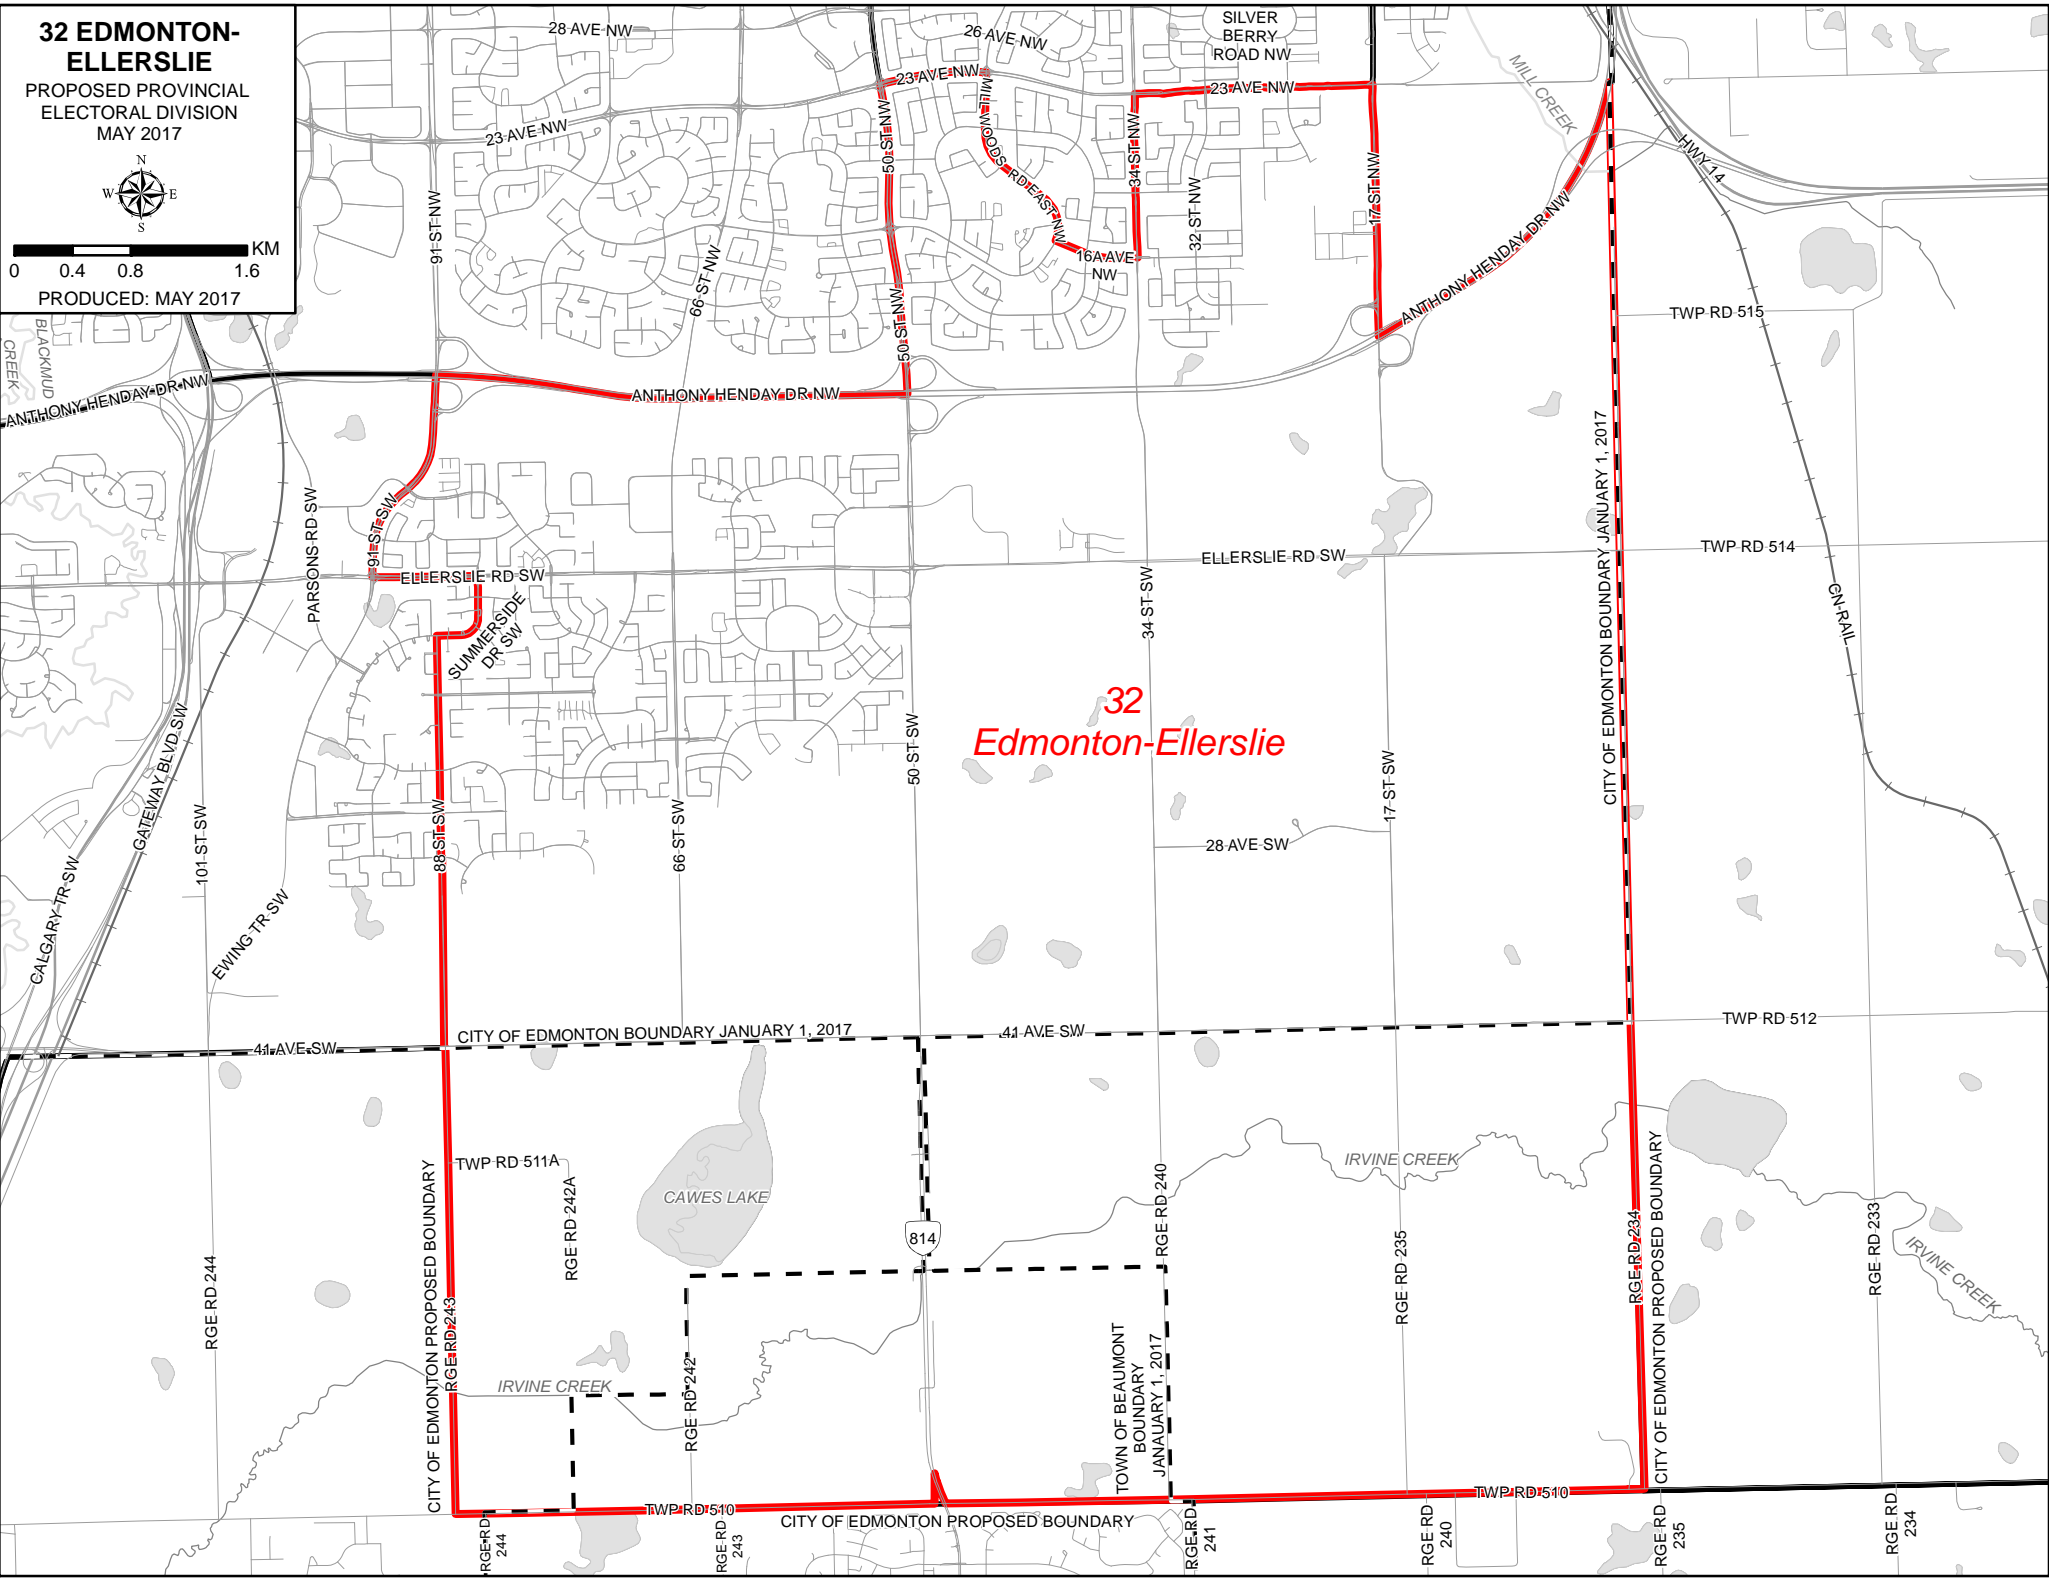 32 EDMONTON-
ELLERSLIE
PROPOSED PROVINCIAL
ELECTORAL DIVISION
MAY 2017
N
W
E
S
KM
0
0.4
0.8
1.6
PRODUCED: MAY 2017
28 AVE NW
26 AVE NW
SILVER
BERRY
ROAD NW
23 AVE NW
23 AVE NW
23 AVE NW
MILL CREEK
HWY 14
91 ST NW
50 ST NW
MILL WOODS RD EAST NW
34 ST NW
32 ST NW
17 ST NW
16A AVE
NW
66 ST NW
50 ST NW
ANTHONY HENDAY DR NW
TWP RD 515
BLACKMUD
CREEK
ANTHONY HENDAY DR NW
ANTHONY HENDAY DR NW
CITY OF EDMONTON BOUNDARY JANUARY 1, 2017
PARSONS RD SW
91 ST SW
ELLERSLIE RD SW
ELLERSLIE RD SW
TWP RD 514
SUMMERSIDE
DR SW
34 ST SW
CN RAIL
32
Edmonton-Ellerslie
GATEWAY BLVD SW
50 ST SW
17 ST SW
101 ST SW
88 ST SW
66 ST SW
28 AVE SW
CALGARY TR SW
EWING TR SW
CITY OF EDMONTON BOUNDARY JANUARY 1, 2017
41 AVE SW
41 AVE SW
TWP RD 512
TWP RD 511A
RGE RD 242A
CAWES LAKE
814
IRVINE CREEK
RGE RD 240
RGE RD 235
RGE RD 234
CITY OF EDMONTON PROPOSED BOUNDARY
RGE RD 233
IRVINE CREEK
RGE RD 244
CITY OF EDMONTON PROPOSED BOUNDARY
RGE RD 243
IRVINE CREEK
RGE RD 242
TOWN OF BEAUMONT
BOUNDARY
JANAUARY 1, 2017
TWP RD 510
TWP RD 510
CITY OF EDMONTON PROPOSED BOUNDARY
RGE RD
244
RGE RD
243
RGE RD
241
RGE RD
240
RGE RD
235
RGE RD
234